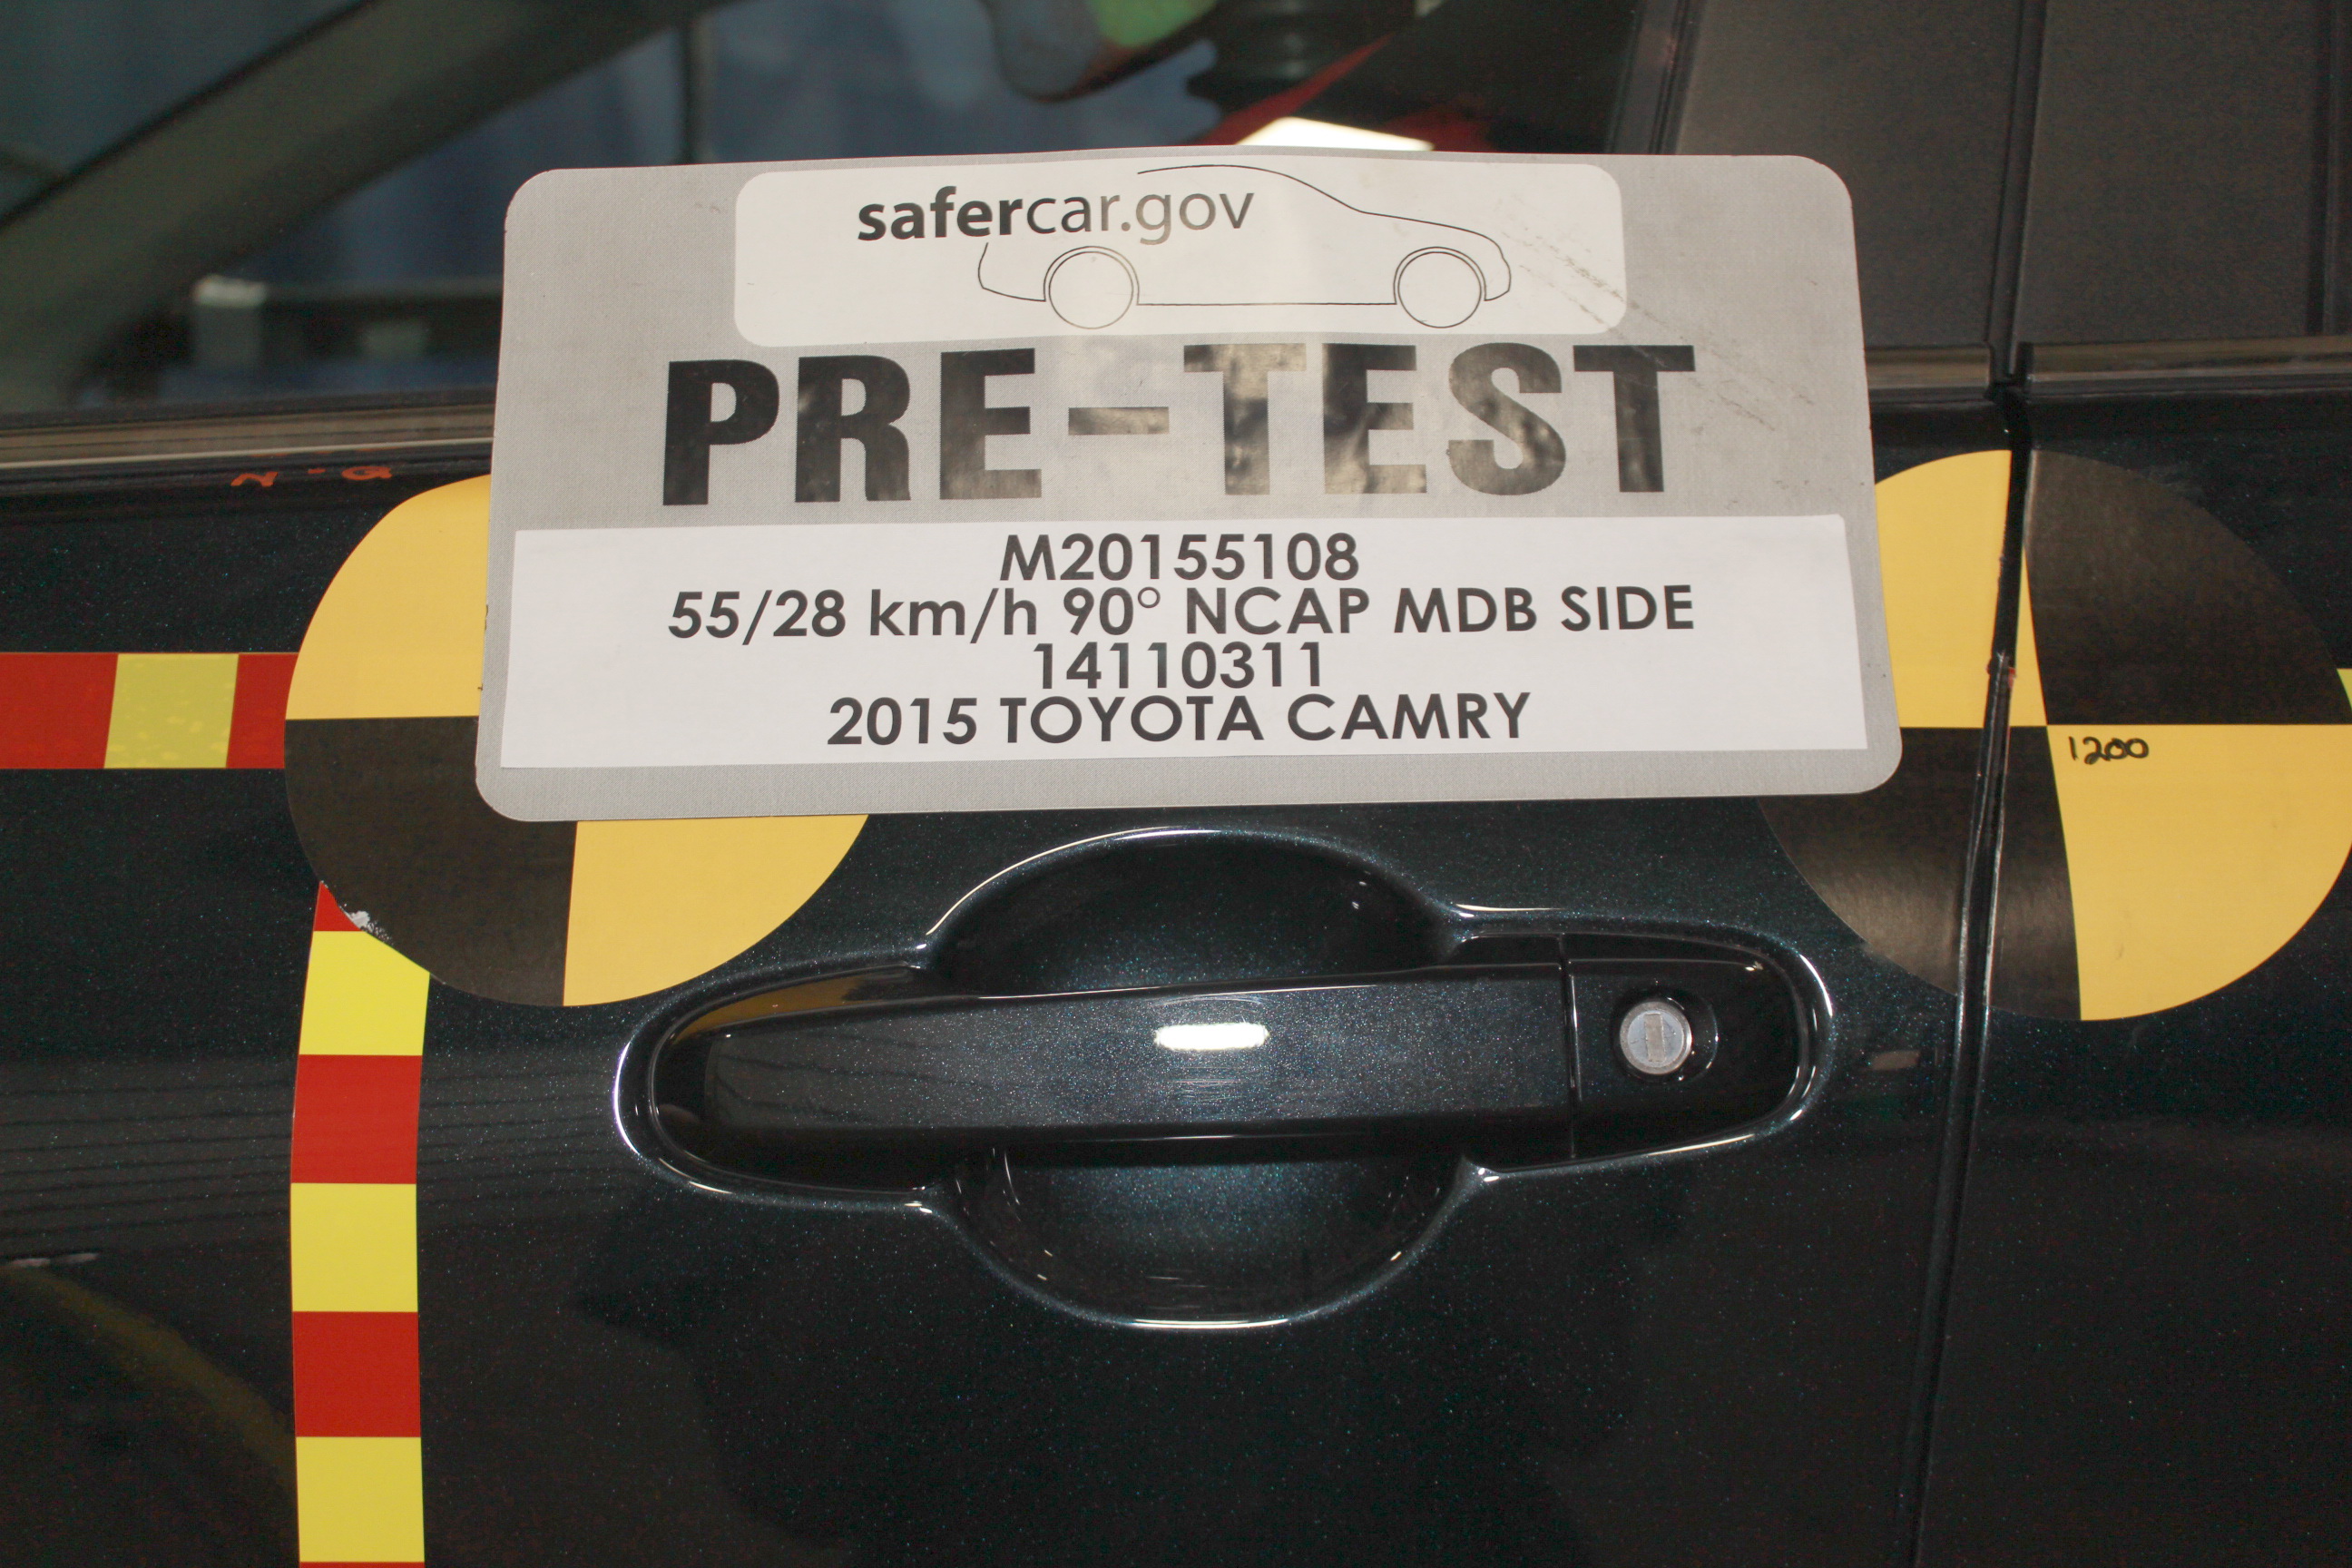 safercar.gov
PRE-TEST
M20155108
55/28 km/h 90° NCAP MDB SIDE
14110311
2015 TOYOTA CAMRY
1200